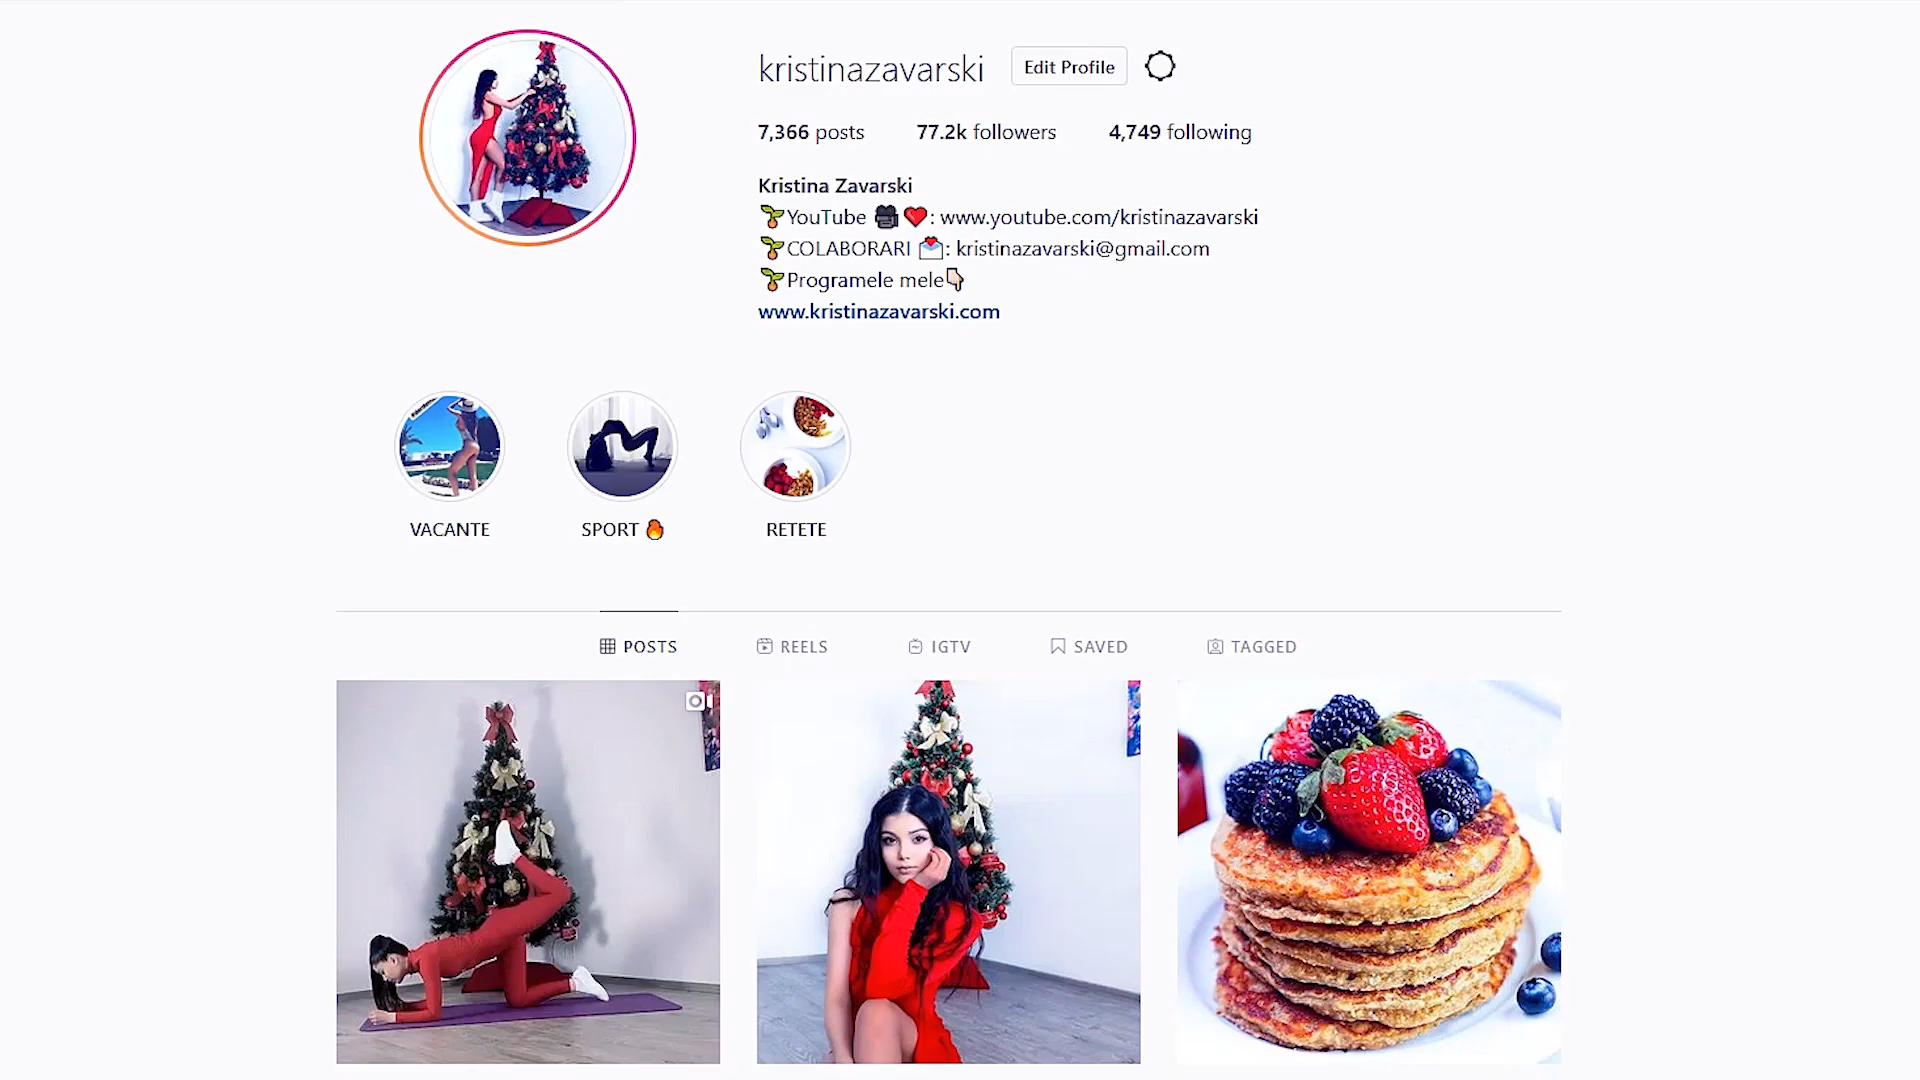 kristinazavarski Edit Profile
7,366 posts 77.2k followers 4,749 following
Kristina Zavarski
🌱YouTube 🎥❤️: www.youtube.com/kristinazavarski
🌱COLABORARI 💌: kristinazavarski@gmail.com
🌱Programele mele👇🏻
www.kristinazavarski.com
VACANTE SPORT 🔥 RETETE
POSTS REELS IGTV SAVED TAGGED